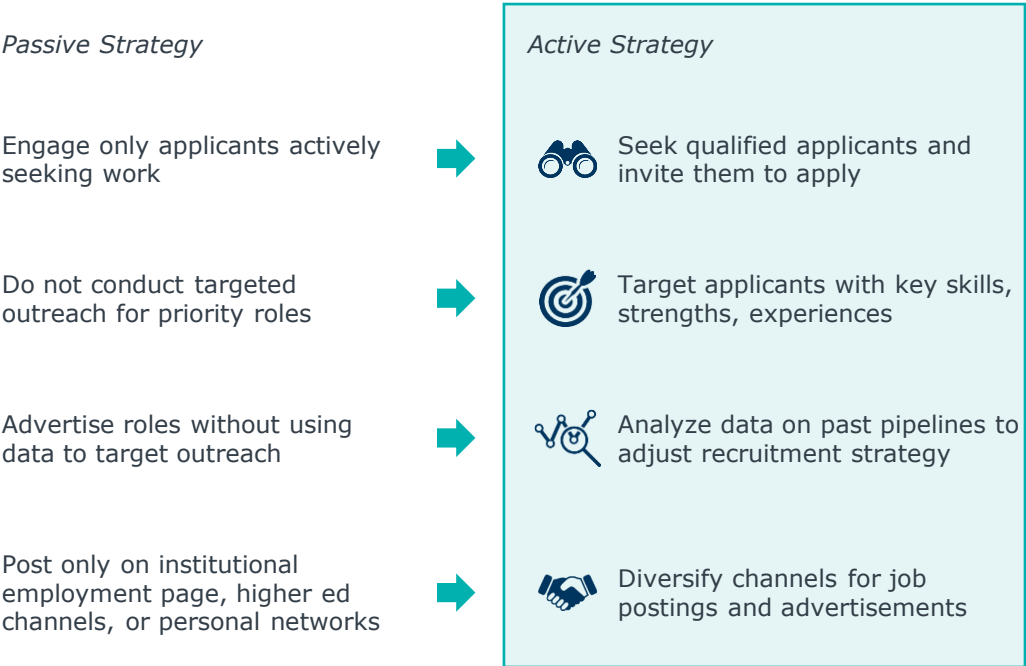 Passive Strategy
Active Strategy
Engage only applicants actively
seeking work
Seek qualified applicants and
invite them to apply
Do not conduct targeted
outreach for priority roles
Target applicants with key skills,
strengths, experiences
Advertise roles without using
data to target outreach
Analyze data on past pipelines to
adjust recruitment strategy
Post only on institutional
employment page, higher ed
channels, or personal networks
Diversify channels for job
postings and advertisements